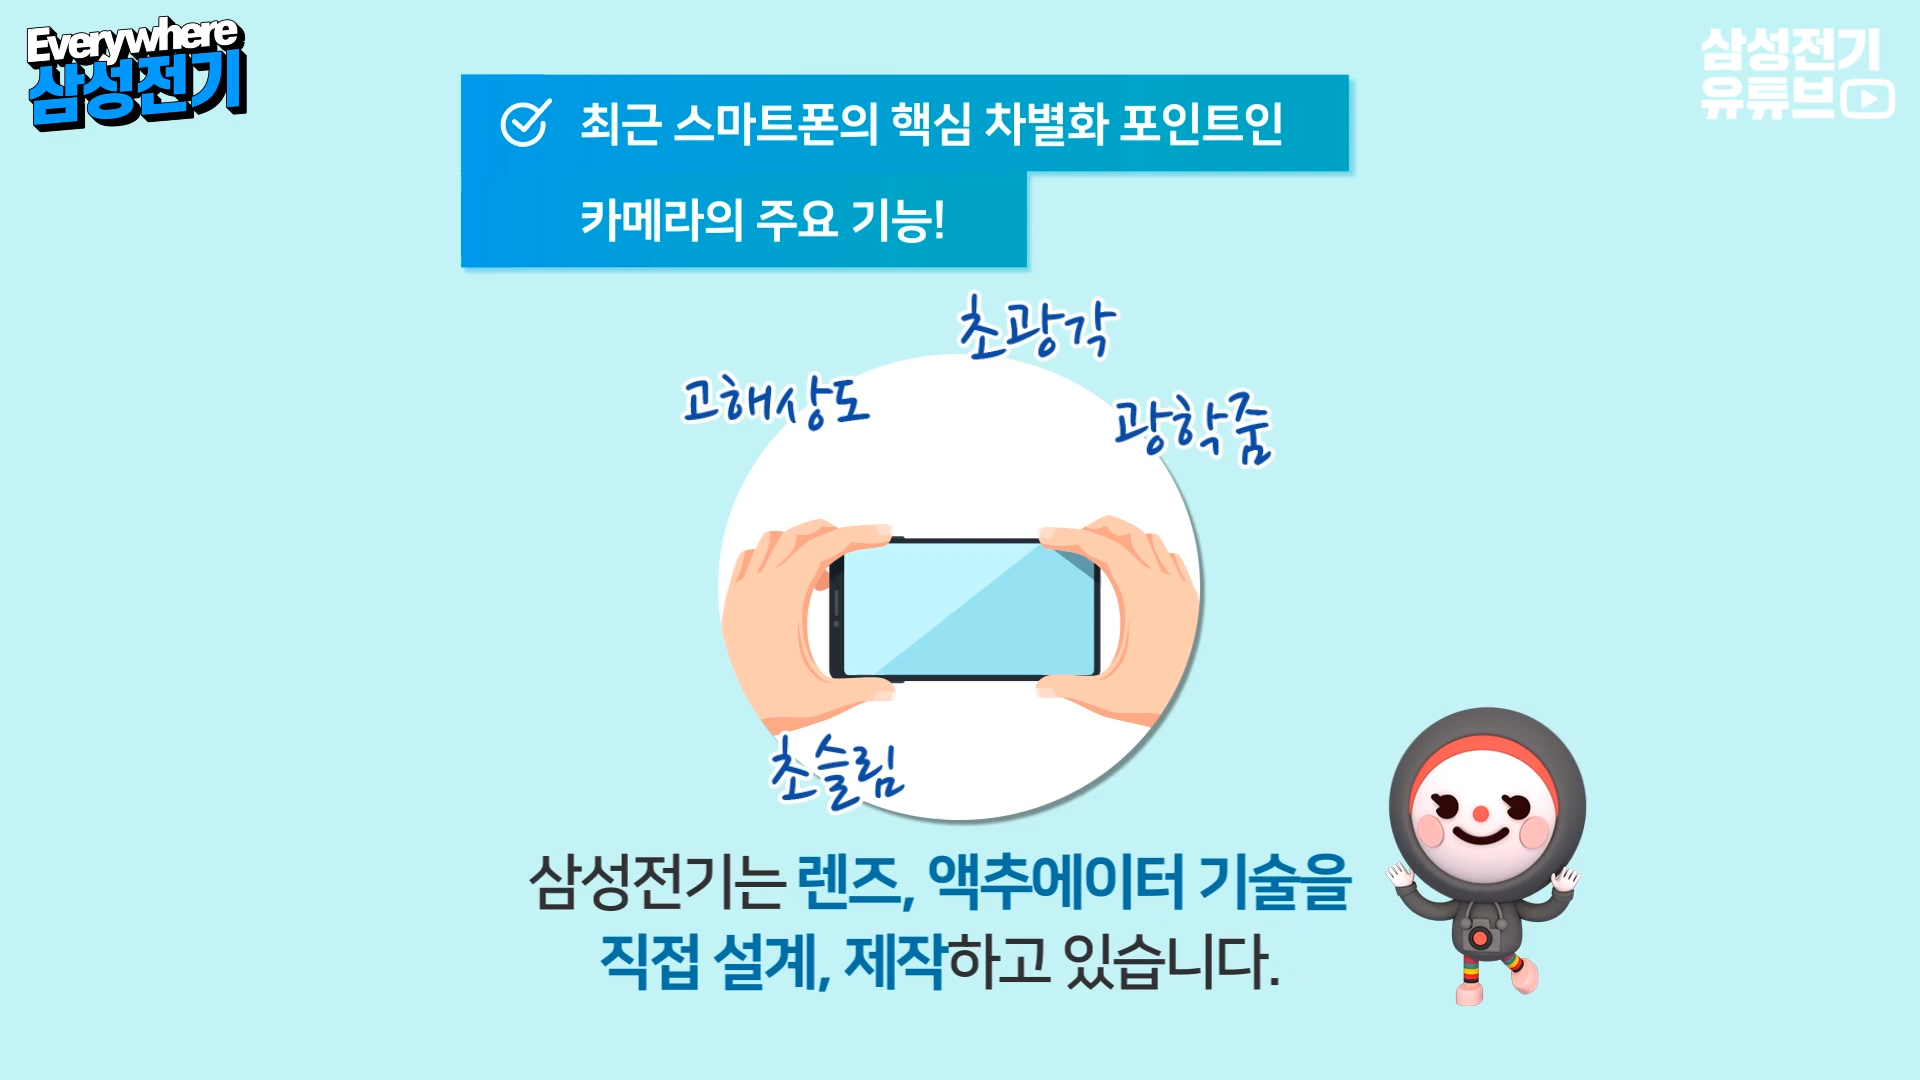 Everywhere
삼성전기
삼성전기
유튜브
최근 스마트폰의 핵심 차별화 포인트인
카메라의 주요 기능!
초광각
고해상도
광학줌
초슬림
삼성전기는 렌즈, 액추에이터 기술을
직접 설계, 제작하고 있습니다.